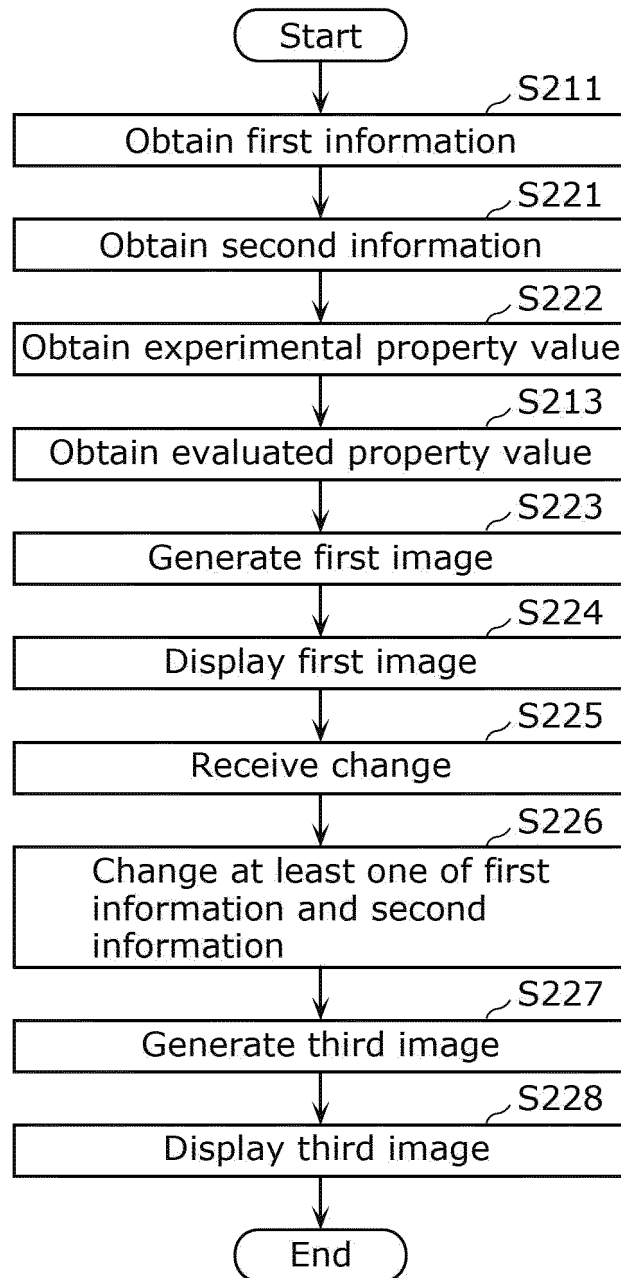 Start
S211
Obtain first information
S221
Obtain second information
S222
Obtain experimental property value
S213
Obtain evaluated property value
S223
Generate first image
S224
Display first image
S225
Receive change
S226
Change at least one of first
information and second
information
S227
Generate third image
S228
Display third image
End